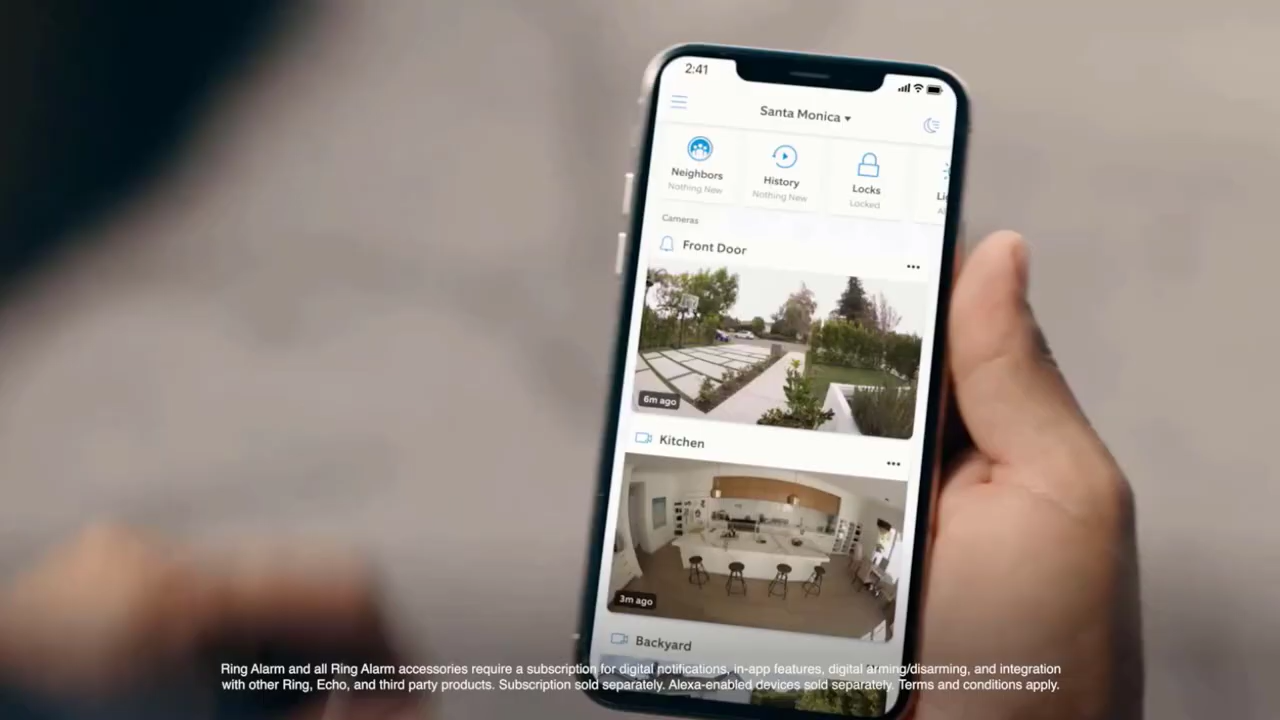 2:41
Santa Monica
Neighbors
Nothing New
History
Nothing New
Locks
Locked
Cameras
Front Door
6m ago
Kitchen
3m ago
Backyard
Ring Alarm and all Ring Alarm accessories require a subscription for digital notifications, in-app features, digital arming/disarming, and integration
with other Ring, Echo, and third party products. Subscription sold separately. Alexa-enabled devices sold separately. Terms and conditions apply.